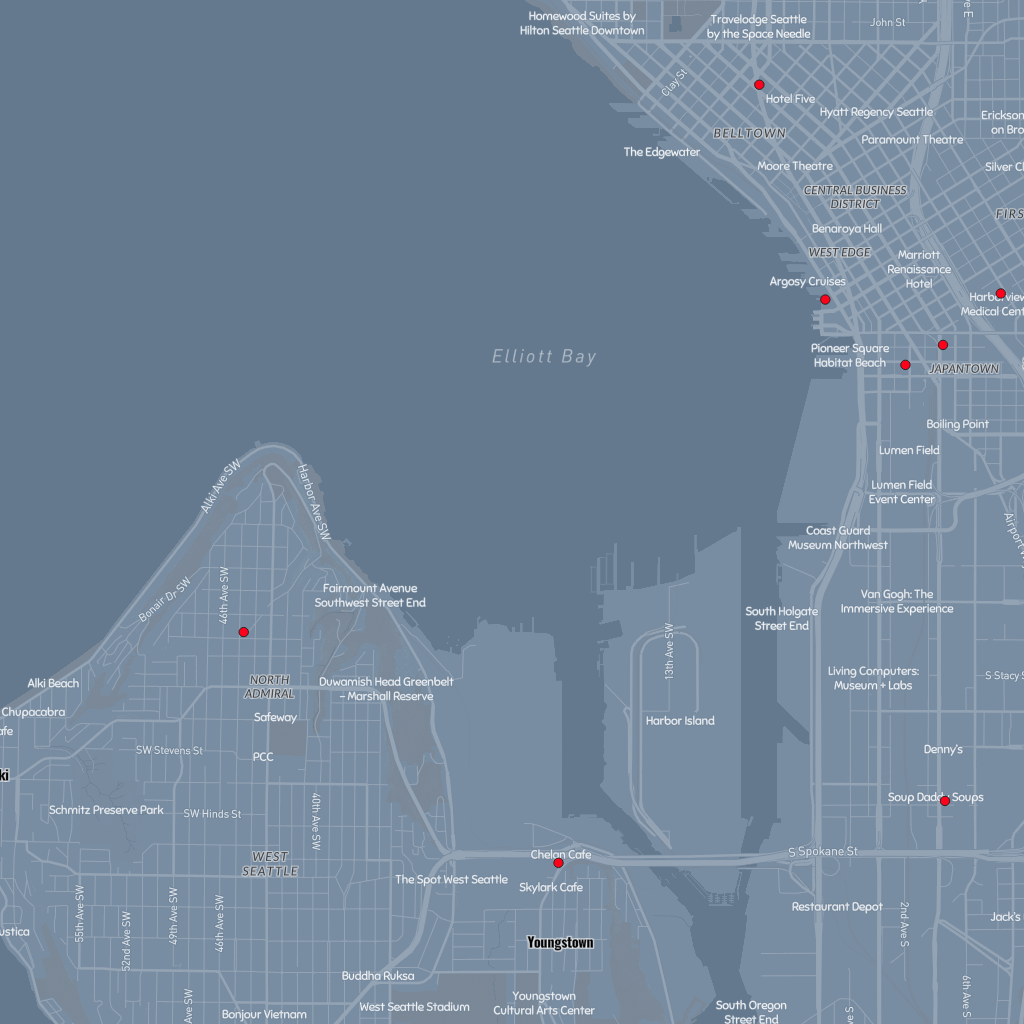 Homewood Suites by
Hilton Seattle Downtown
Travelodge Seattle
by the Space Needle
John St
Clay St
Hotel Five
Hyatt Regency Seattle
Erickson
on Bro
BELLTOWN
Paramount Theatre
The Edgewater
Moore Theatre
Silver Cl
CENTRAL BUSINESS
DISTRICT
FIRS
Benaroya Hall
WEST EDGE
Marriott
Renaissance
Hotel
Argosy Cruises
Harborview
Medical Cent
Elliott Bay
Pioneer Square
Habitat Beach
JAPANTOWN
Boiling Point
Lumen Field
Lumen Field
Event Center
Alki Ave SW
Harbor Ave SW
Coast Guard
Museum Northwest
Airport
Bonair Dr SW
46th Ave SW
Fairmount Avenue
Southwest Street End
Van Gogh: The
Immersive Experience
South Holgate
Street End
13th Ave SW
Alki Beach
NORTH
ADMIRAL
Duwamish Head Greenbelt
– Marshall Reserve
Living Computers:
Museum + Labs
S Stacy S
Chupacabra
afe
Safeway
Harbor Island
SW Stevens St
PCC
Denny's
ki
Schmitz Preserve Park
SW Hinds St
40th Ave SW
Soup Daddy Soups
WEST
SEATTLE
Chelan Cafe
S Spokane St
The Spot West Seattle
Skylark Cafe
55th Ave SW
52nd Ave SW
49th Ave SW
46th Ave SW
Restaurant Depot
2nd Ave S
Jack's
ustica
Youngstown
Buddha Ruksa
6th Ave S
Ave SW
Bonjour Vietnam
West Seattle Stadium
Youngstown
Cultural Arts Center
South Oregon
Street End
ve S